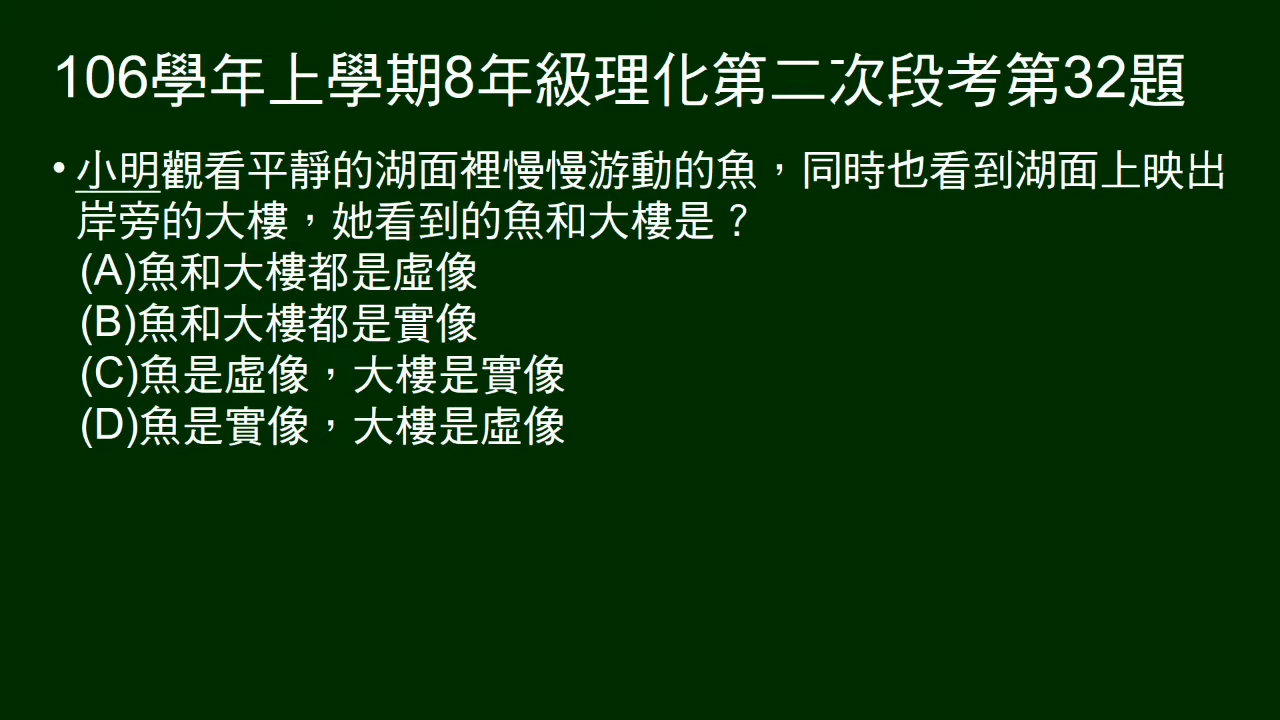 106學年上學期8年級理化第二次段考第32題
• 小明觀看平靜的湖面裡慢慢游動的魚，同時也看到湖面上映出
岸旁的大樓，她看到的魚和大樓是？
(A)魚和大樓都是虛像
(B)魚和大樓都是實像
(C)魚是虛像，大樓是實像
(D)魚是實像，大樓是虛像